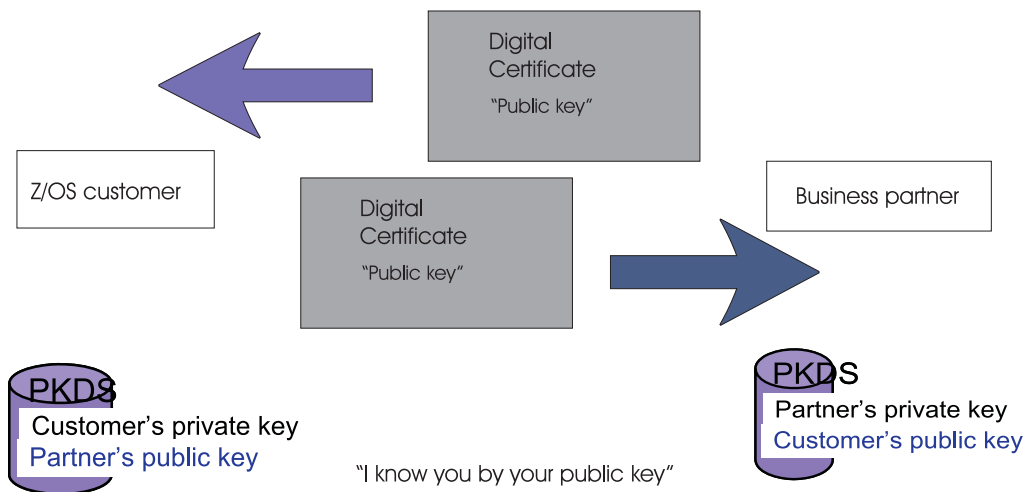 Digital
Certificate
“Public key”
Z/OS customer
Digital
Certificate
“Public key”
Business partner
PKDS
Customer’s private key
Partner’s public key
PKDS
Partner’s private key
Customer’s public key
“I know you by your public key”